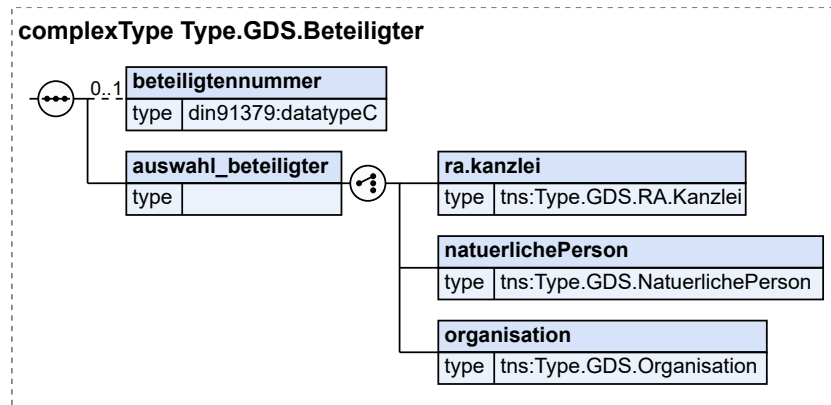 complexType Type.GDS.Beteiligter
0..1
beteiligtennummer
type din91379:datatypeC
auswahl_beteiligter
type
ra.kanzlei
type tns:Type.GDS.RA.Kanzlei
natuerlichePerson
type tns:Type.GDS.NatuerlichePerson
organisation
type tns:Type.GDS.Organisation